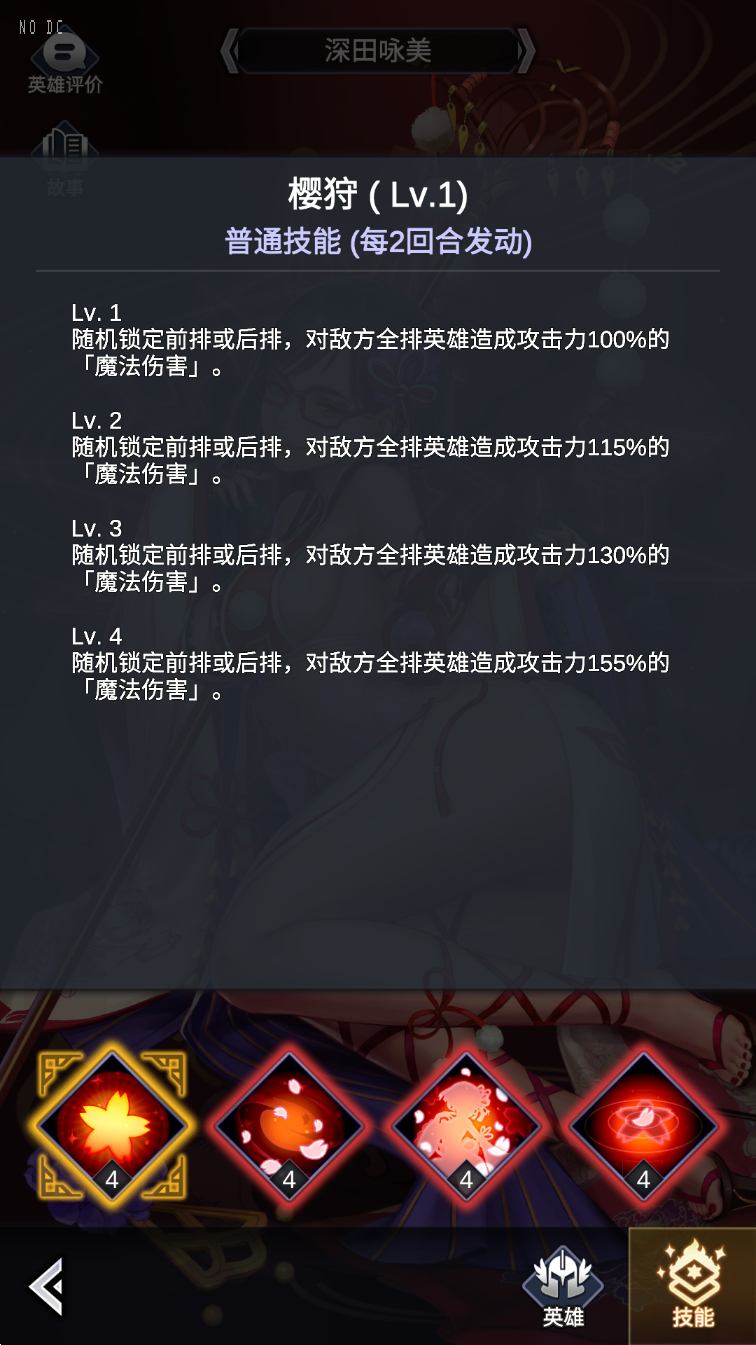 NO DC
深田咏美
英雄评价
故事
樱狩 ( Lv.1)
普通技能 (每2回合发动)
Lv. 1
随机锁定前排或后排，对敌方全排英雄造成攻击力100%的
「魔法伤害」。
Lv. 2
随机锁定前排或后排，对敌方全排英雄造成攻击力115%的
「魔法伤害」。
Lv. 3
随机锁定前排或后排，对敌方全排英雄造成攻击力130%的
「魔法伤害」。
Lv. 4
随机锁定前排或后排，对敌方全排英雄造成攻击力155%的
「魔法伤害」。
4
4
4
4
英雄
技能